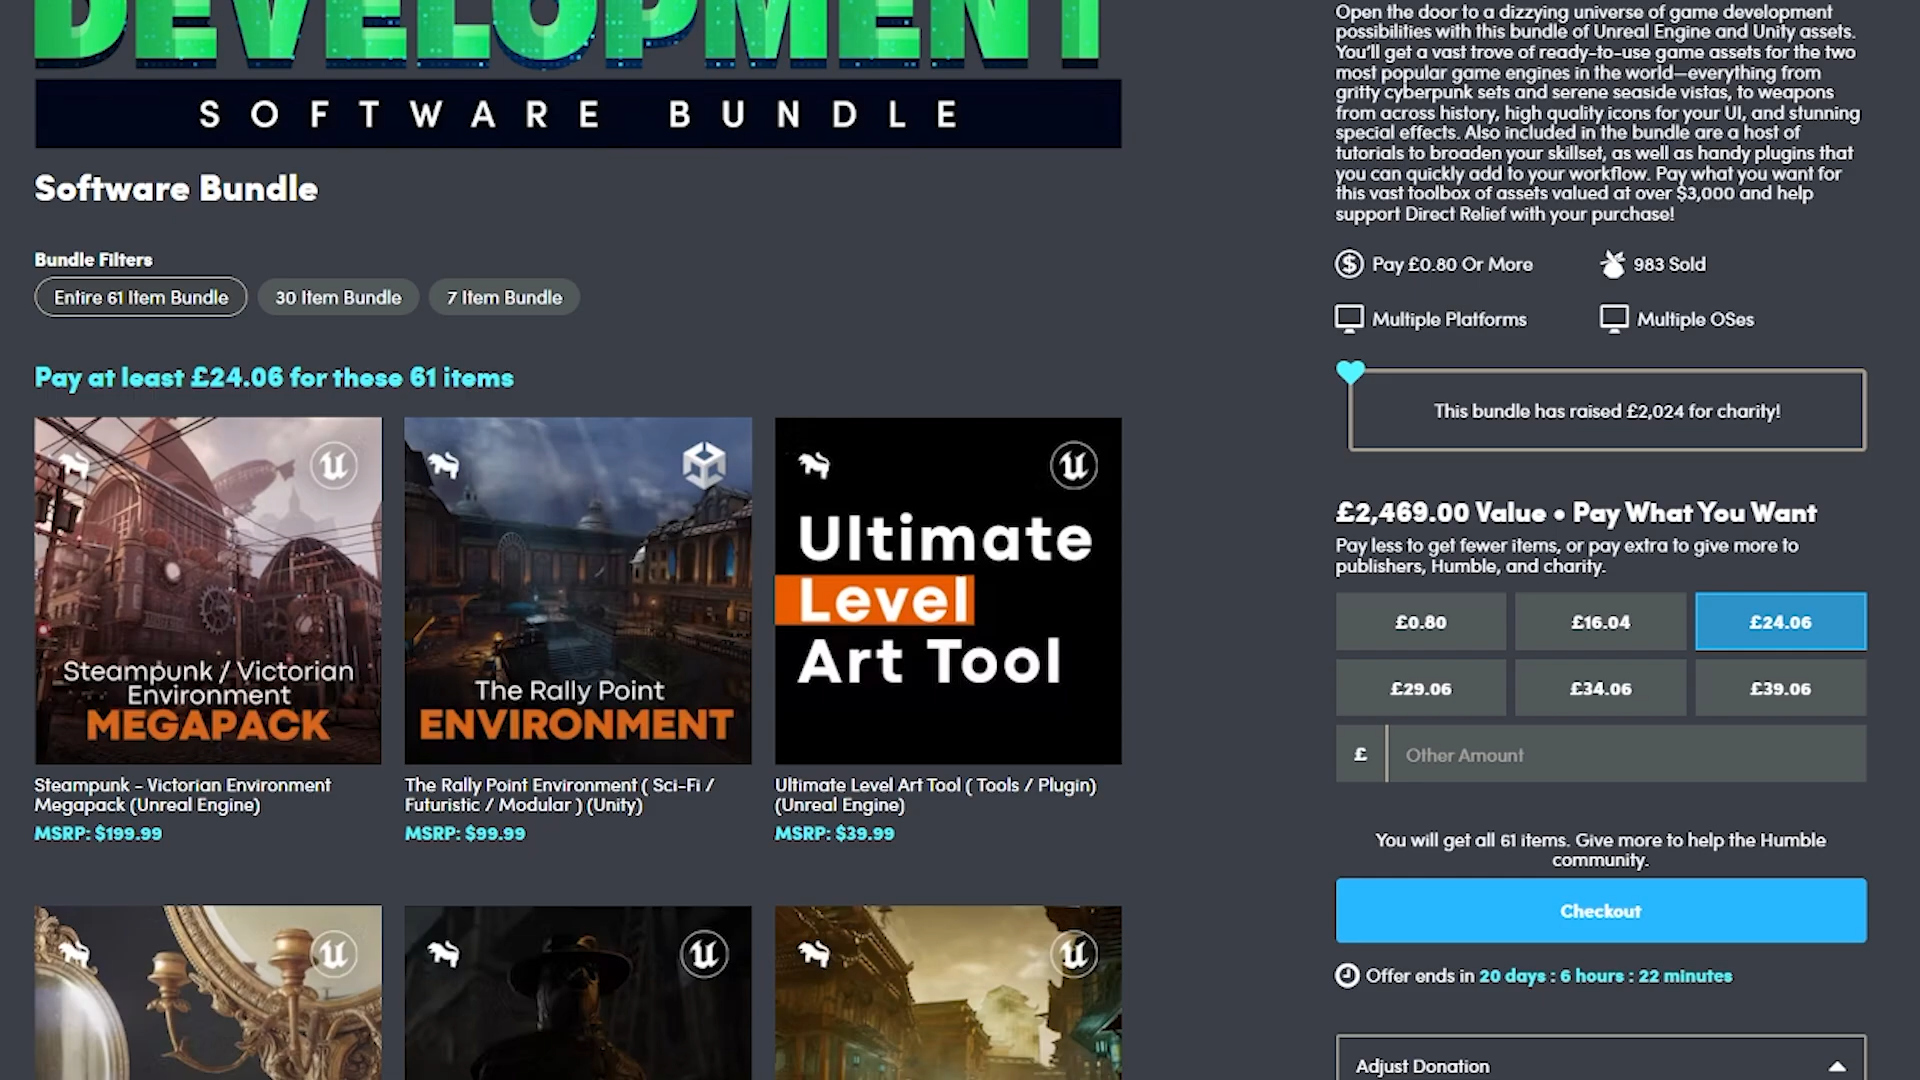 DEVELOPMENT
SOFTWARE BUNDLE
Software Bundle
Bundle Filters
Entire 61 Item Bundle
30 Item Bundle
7 Item Bundle
Pay at least £24.06 for these 61 items
Steampunk / Victorian
Environment
MEGAPACK
Steampunk - Victorian Environment
Megapack (Unreal Engine)
MSRP: $199.99
The Rally Point
ENVIRONMENT
The Rally Point Environment ( Sci-Fi /
Futuristic / Modular ) (Unity)
MSRP: $99.99
Ultimate
Level
Art Tool
Ultimate Level Art Tool ( Tools / Plugin)
(Unreal Engine)
MSRP: $39.99
Open the door to a dizzying universe of game development
possibilities with this bundle of Unreal Engine and Unity assets.
You'll get a vast trove of ready-to-use game assets for the two
most popular game engines in the world—everything from
gritty cyberpunk sets and serene seaside vistas, to weapons
from across history, high quality icons for your UI, and stunning
special effects. Also included in the bundle are a host of
tutorials to broaden your skillset, as well as handy plugins that
you can quickly add to your workflow. Pay what you want for
this vast toolbox of assets valued at over $3,000 and help
support Direct Relief with your purchase!
Pay £0.80 Or More
983 Sold
Multiple Platforms
Multiple OSes
This bundle has raised £2,024 for charity!
£2,469.00 Value • Pay What You Want
Pay less to get fewer items, or pay extra to give more to
publishers, Humble, and charity.
£0.80
£16.04
£24.06
£29.06
£34.06
£39.06
£
Other Amount
You will get all 61 items. Give more to help the Humble
community.
Checkout
Offer ends in 20 days : 6 hours : 22 minutes
Adjust Donation